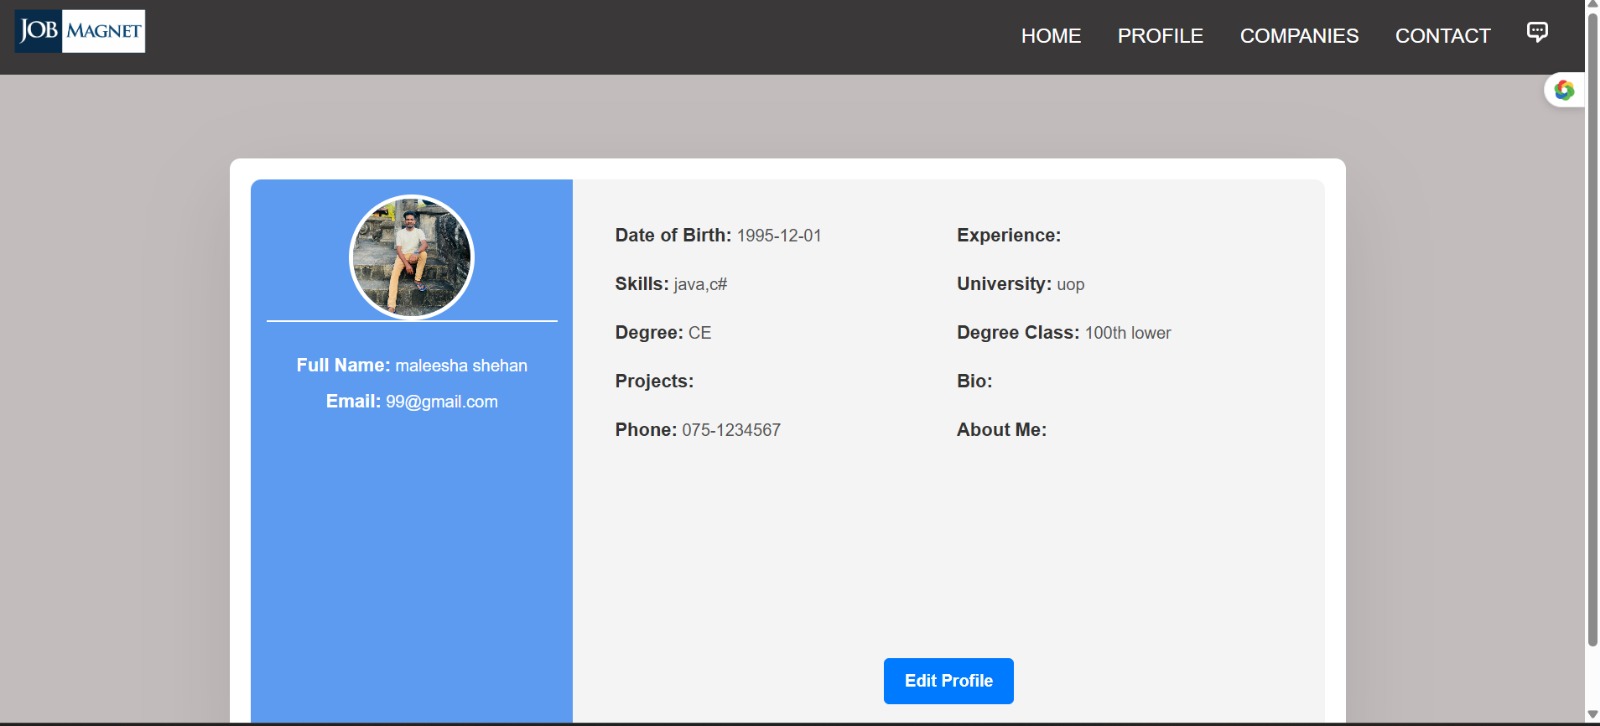 JOB MAGNET
HOME PROFILE COMPANIES CONTACT
Full Name: maleesha shehan
Email: 99@gmail.com
Date of Birth: 1995-12-01
Experience:
Skills: java,c#
University: uop
Degree: CE
Degree Class: 100th lower
Projects:
Bio:
Phone: 075-1234567
About Me:
Edit Profile